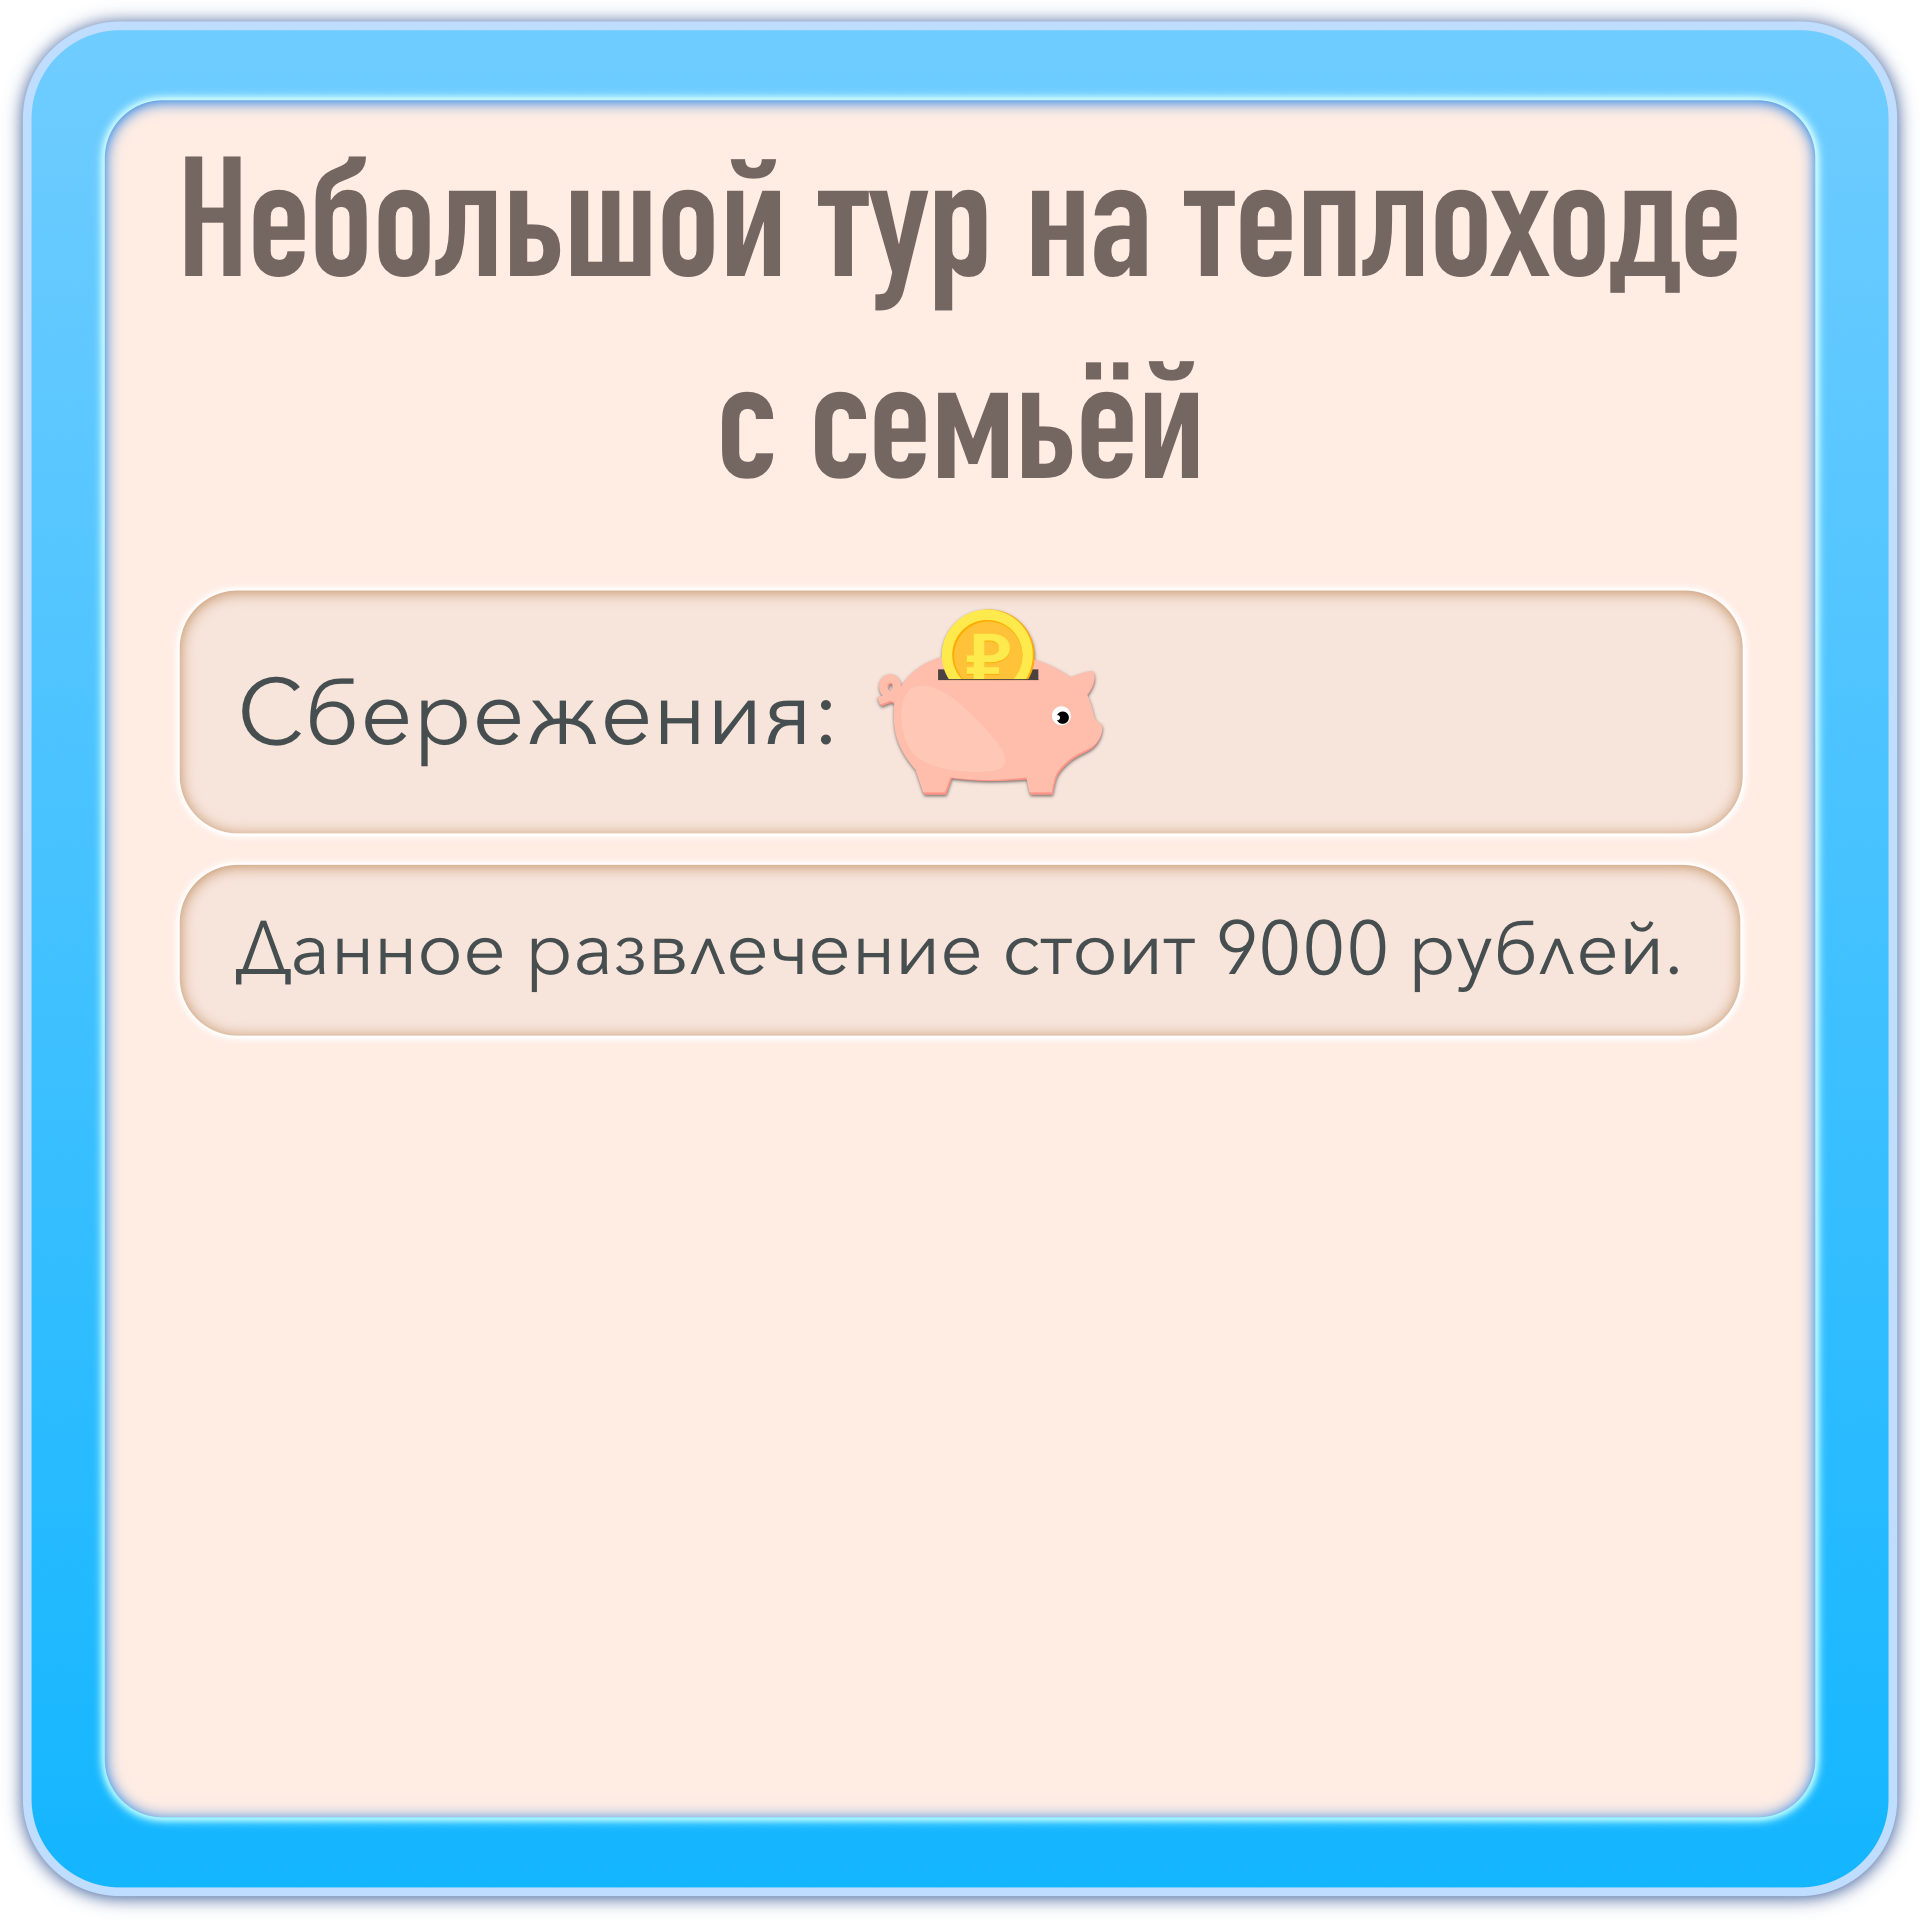 Небольшой тур на теплоходе
с семьёй
Сбережения:
₽
Данное развлечение стоит 9000 рублей.